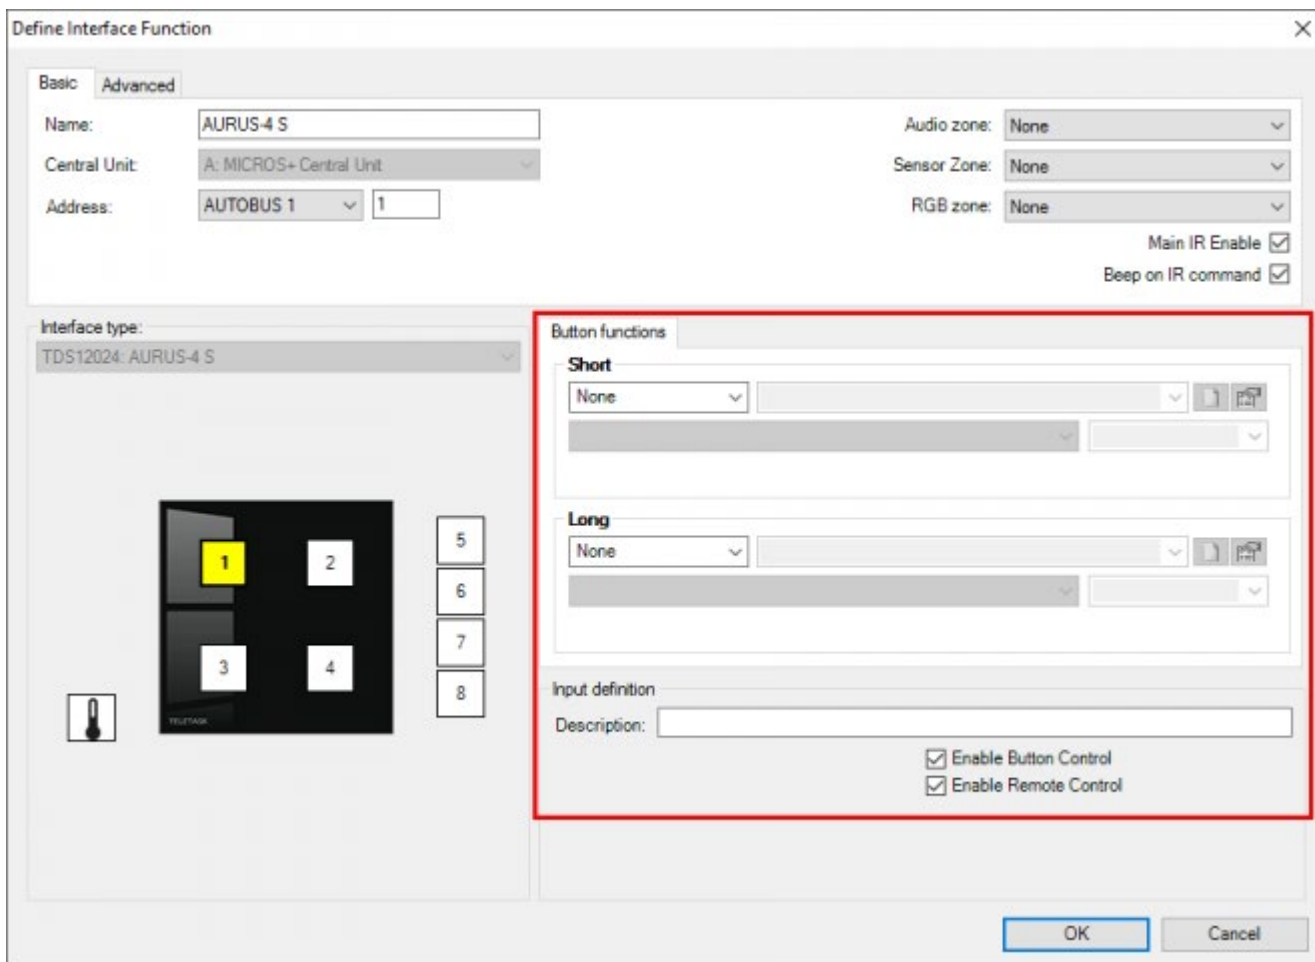 Define Interface Function
Basic Advanced
Name: AURUS-4 S
Audio zone: None
Central Unit: A: MICROS+ Central Unit
Sensor Zone: None
Address: AUTOBUS 1 1
RGB zone: None
Main IR Enable
Beep on IR command
Interface type:
TDS12024: AURUS-4 S
1 2
3 4
TELETASK
5
6
7
8
Button functions
Short
None
Long
None
Input definition
Description:
Enable Button Control
Enable Remote Control
OK Cancel